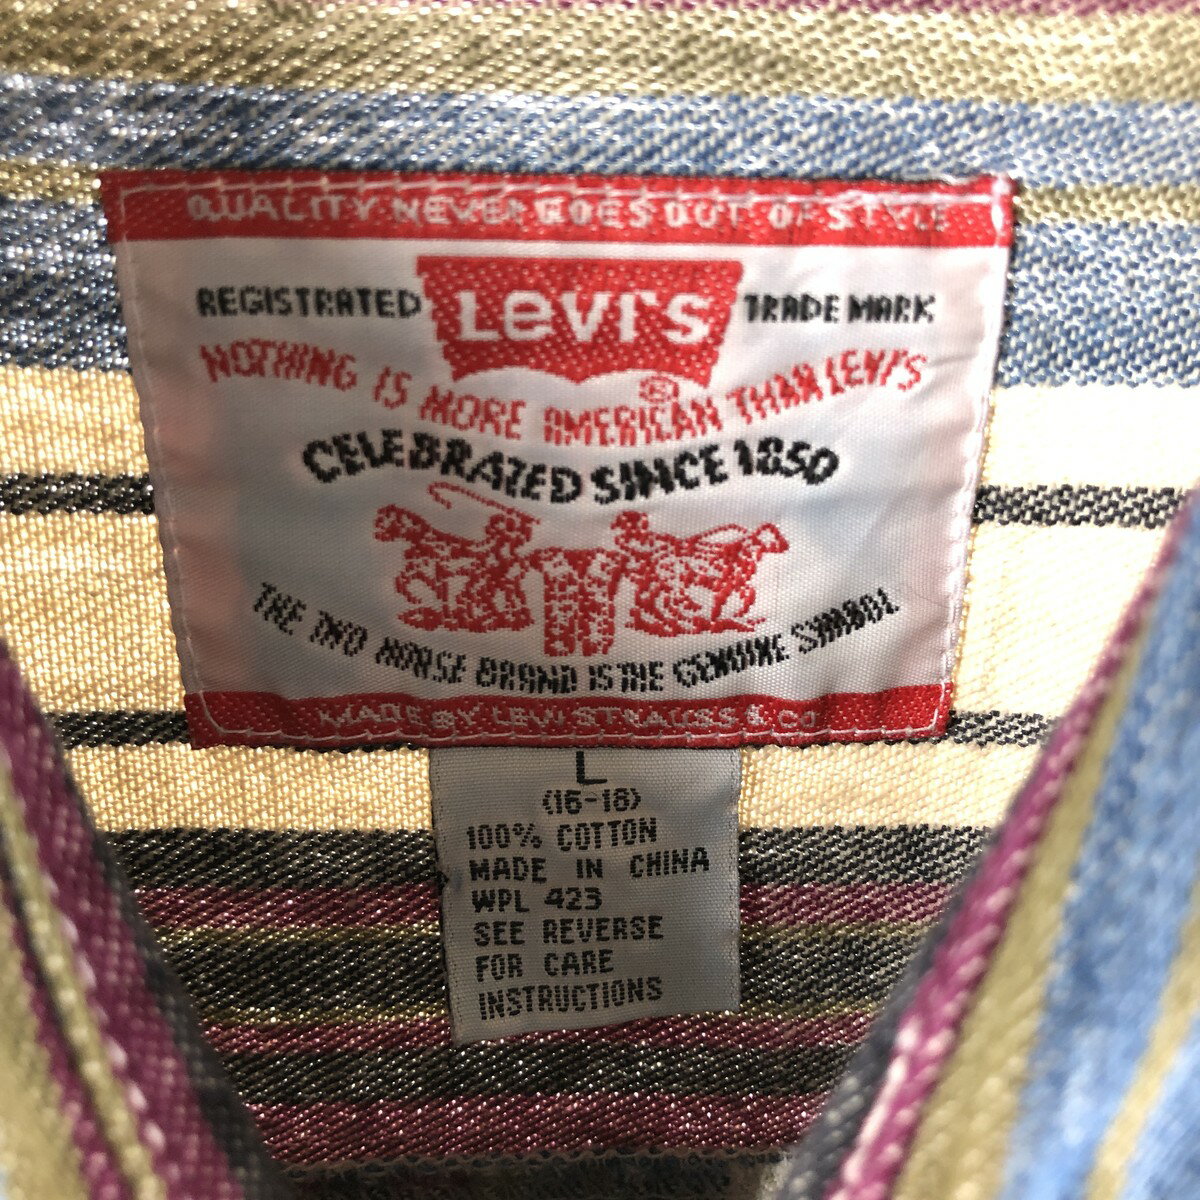 QUALITY NEVER GOES OUT OF STYLE
REGISTRATED LEVI'S TRADE MARK
®
NOTHING IS MORE AMERICAN THAN LEVI'S
CELEBRATED SINCE 1850
THE TWO HORSE BRAND IS THE GENUINE SYMBOL
MADE BY LEVI STRAUSS & CO
L
(16-18)
100% COTTON
MADE IN CHINA
WPL 423
SEE REVERSE
FOR CARE
INSTRUCTIONS